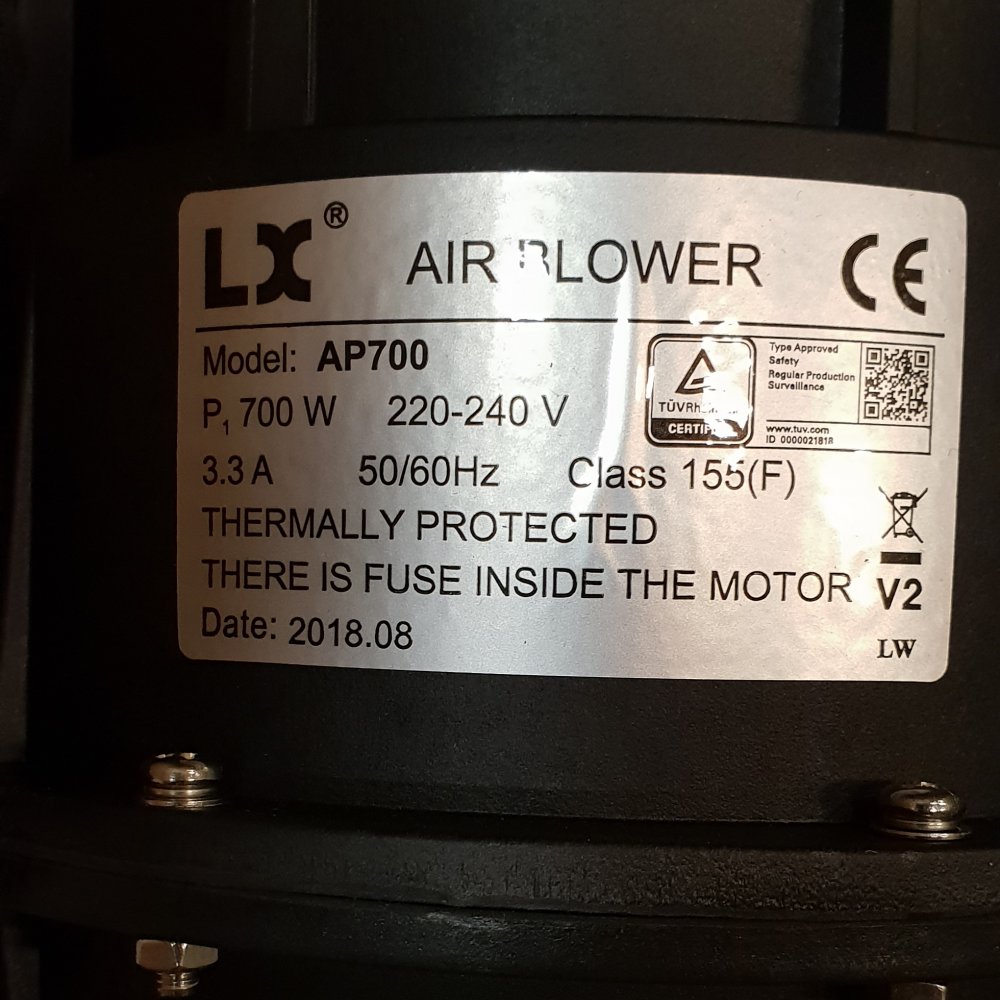 LX®
AIR BLOWER
CE
Model: AP700
P1 700 W 220-240 V
3.3 A 50/60Hz Class 155(F)
THERMALLY PROTECTED
THERE IS FUSE INSIDE THE MOTOR
Date: 2018.08
Type Approved
Safety
Regular Production
Surveillance
www.tuv.com
ID 0000021818
V2
LW